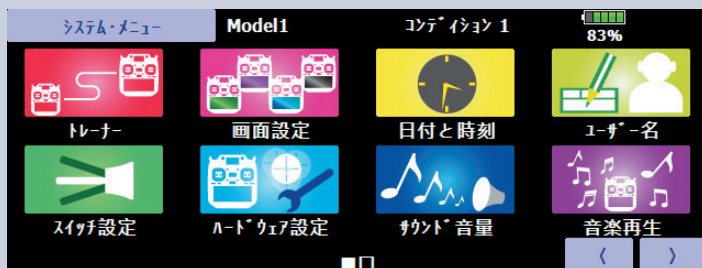 システム・メニュー Model1 コンディション 1
83%
トレーナー 画面設定 日付と時刻 ユーザー名
スイッチ設定 ハードウェア設定 サウンド音量 音楽再生
〈 〉